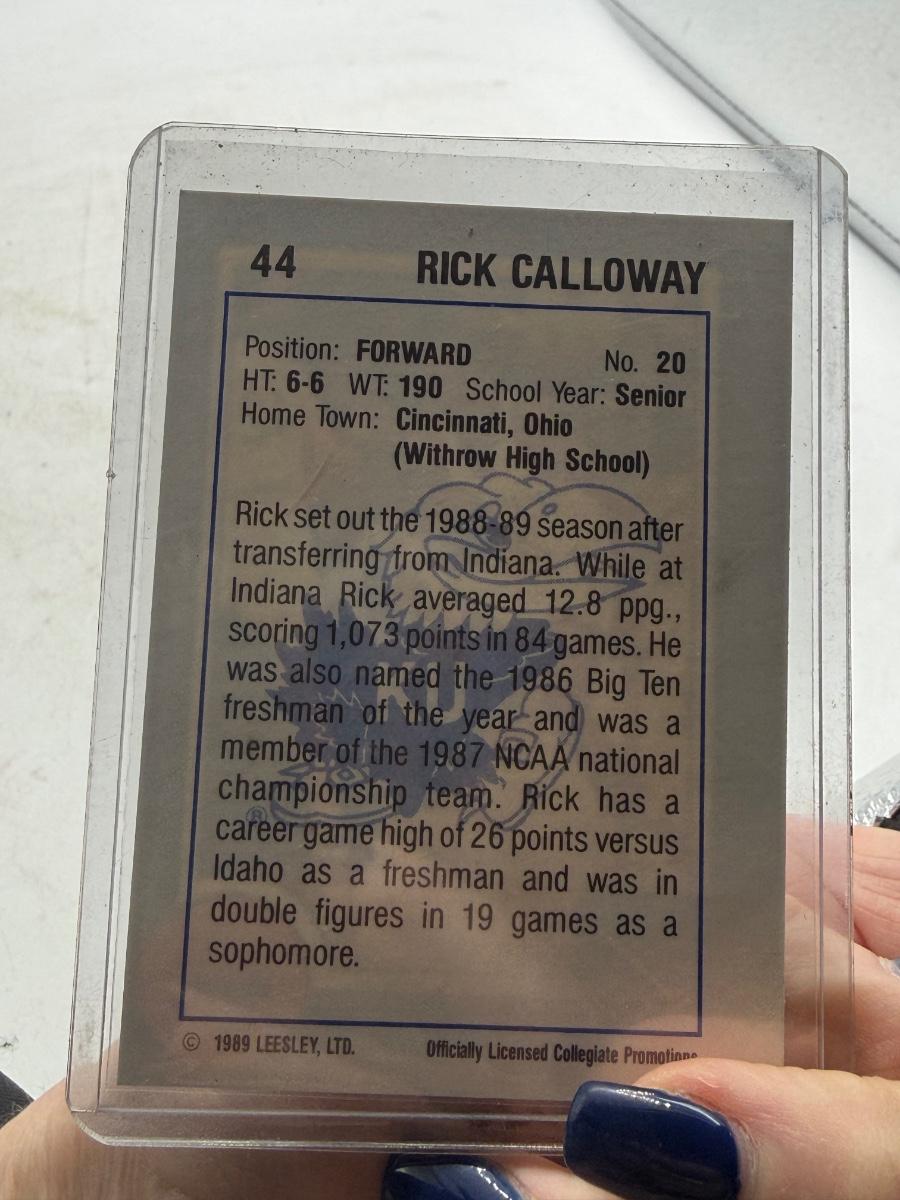 44 RICK CALLOWAY
Position: FORWARD No. 20
HT: 6-6 WT: 190 School Year: Senior
Home Town: Cincinnati, Ohio
(Withrow High School)
Rick set out the 1988-89 season after
transferring from Indiana. While at
Indiana Rick averaged 12.8 ppg.,
scoring 1,073 points in 84 games. He
was also named the 1986 Big Ten
freshman of the year and was a
member of the 1987 NCAA national
championship team. Rick has a
career game high of 26 points versus
Idaho as a freshman and was in
double figures in 19 games as a
sophomore.
KU
®
© 1989 LEESLEY, LTD. Officially Licensed Collegiate Promotions